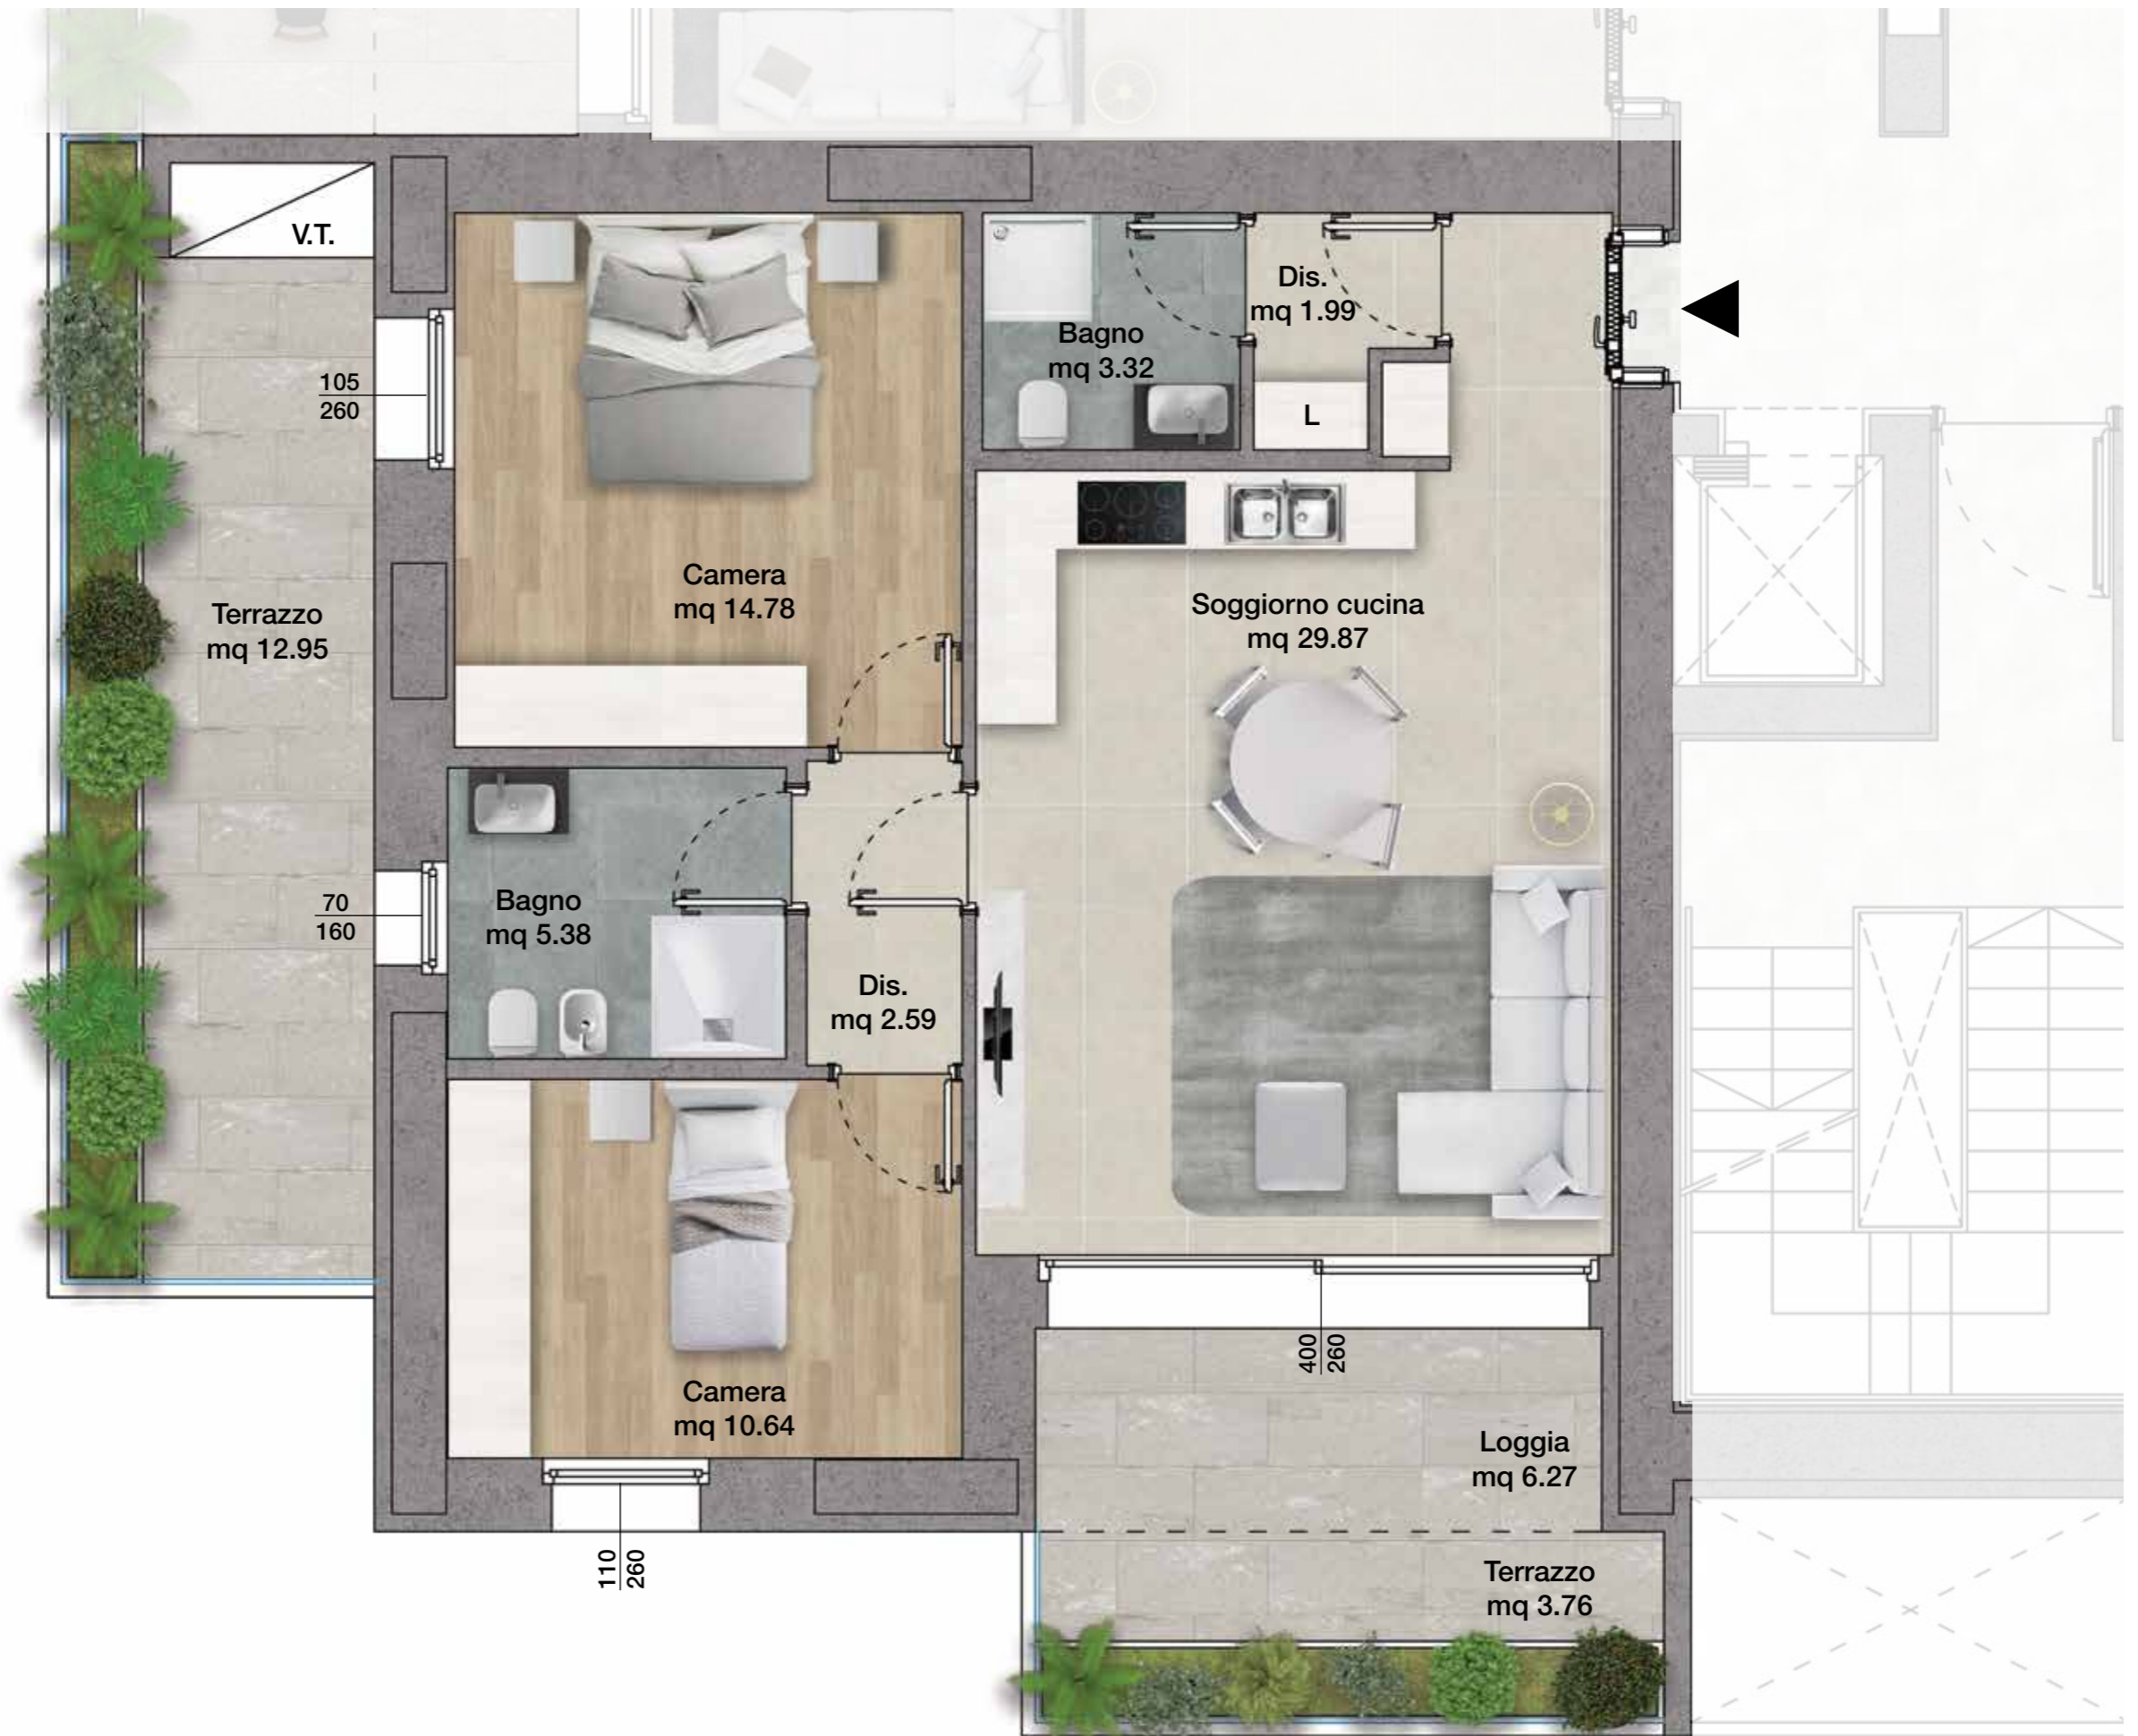 V.T.
Dis.
mq 1.99
Bagno
mq 3.32
105
260
L
Camera
mq 14.78
Terrazzo
mq 12.95
Soggiorno cucina
mq 29.87
70
160
Bagno
mq 5.38
Dis.
mq 2.59
400
260
Camera
mq 10.64
Loggia
mq 6.27
110
260
Terrazzo
mq 3.76